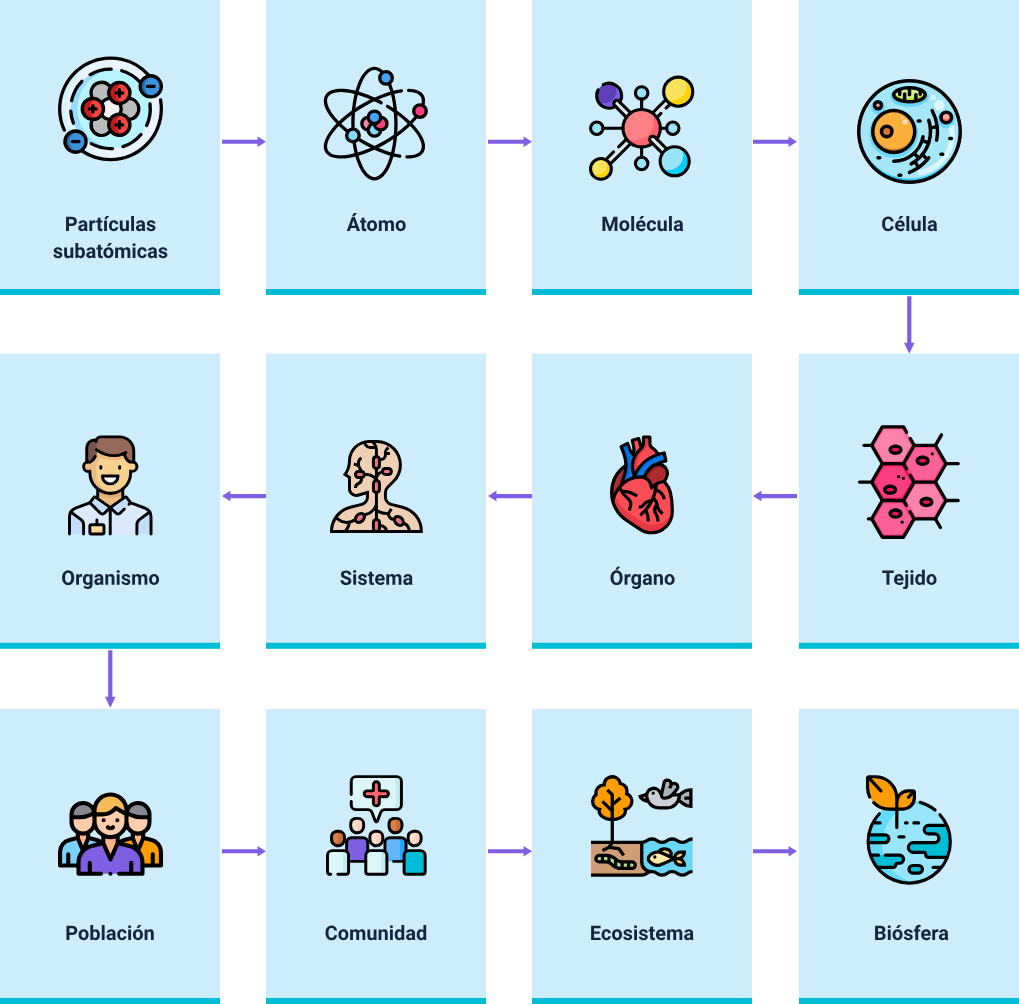 Partículas
subatómicas
Átomo
Molécula
Célula
Organismo
Sistema
Órgano
Tejido
Población
Comunidad
Ecosistema
Biósfera